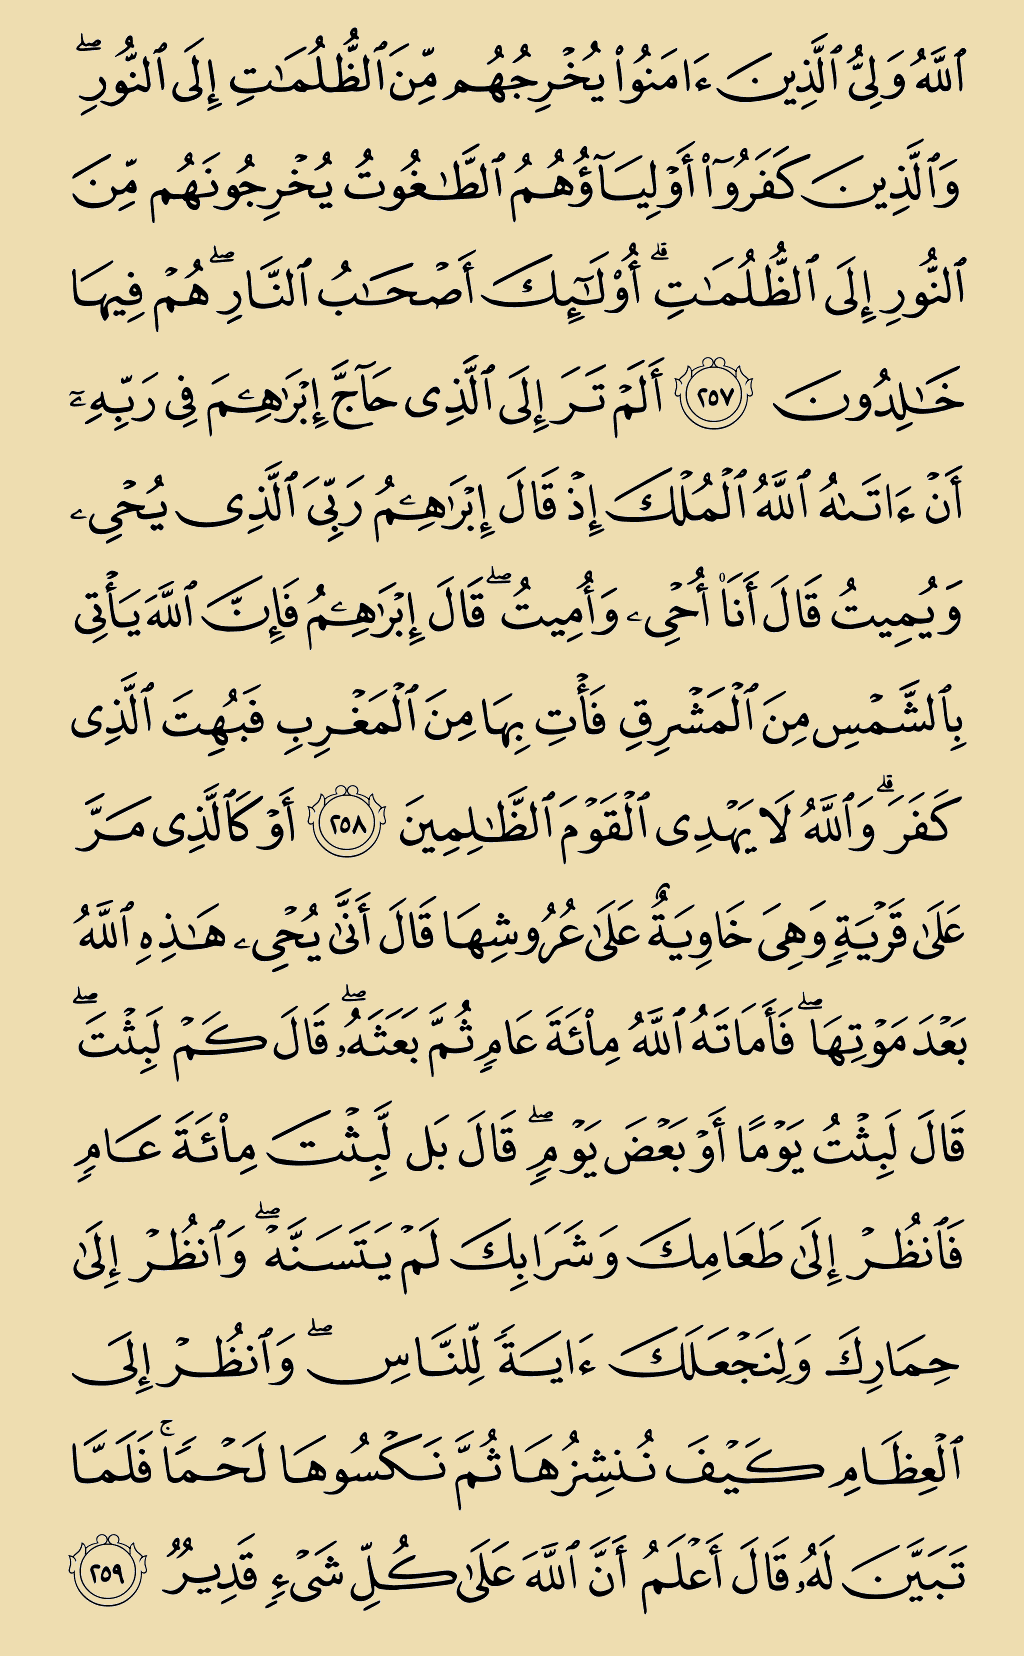 ٱللَّهُ وَلِىُّ ٱلَّذِينَ ءَامَنُوا۟ يُخْرِجُهُم مِّنَ ٱلظُّلُمَـٰتِ إِلَى ٱلنُّورِ ۖ
وَٱلَّذِينَ كَفَرُوٓا۟ أَوْلِيَآؤُهُمُ ٱلطَّـٰغُوتُ يُخْرِجُونَهُم مِّنَ
ٱلنُّورِ إِلَى ٱلظُّلُمَـٰتِ ۗ أُو۟لَـٰٓئِكَ أَصْحَـٰبُ ٱلنَّارِ ۖ هُمْ فِيهَا
خَـٰلِدُونَ ٢٥٧ أَلَمْ تَرَ إِلَى ٱلَّذِى حَآجَّ إِبْرَٰهِـۧمَ فِى رَبِّهِۦٓ
أَنْ ءَاتَىٰهُ ٱللَّهُ ٱلْمُلْكَ إِذْ قَالَ إِبْرَٰهِـۧمُ رَبِّىَ ٱلَّذِى يُحْىِۦ
وَيُمِيتُ قَالَ أَنَا۠ أُحْىِۦ وَأُمِيتُ ۖ قَالَ إِبْرَٰهِـۧمُ فَإِنَّ ٱللَّهَ يَأْتِى
بِٱلشَّمْسِ مِنَ ٱلْمَشْرِقِ فَأْتِ بِهَا مِنَ ٱلْمَغْرِبِ فَبُهِتَ ٱلَّذِى
كَفَرَ ۗ وَٱللَّهُ لَا يَهْدِى ٱلْقَوْمَ ٱلظَّـٰلِمِينَ ٢٥٨ أَوْ كَٱلَّذِى مَرَّ
عَلَىٰ قَرْيَةٍ وَهِىَ خَاوِيَةٌ عَلَىٰ عُرُوشِهَا قَالَ أَنَّىٰ يُحْىِۦ هَـٰذِهِ ٱللَّهُ
بَعْدَ مَوْتِهَا ۖ فَأَمَاتَهُ ٱللَّهُ مِا۟ئَةَ عَامٍ ثُمَّ بَعَثَهُۥ ۖ قَالَ كَمْ لَبِثْتَ ۖ
قَالَ لَبِثْتُ يَوْمًا أَوْ بَعْضَ يَوْمٍ ۖ قَالَ بَل لَّبِثْتَ مِا۟ئَةَ عَامٍ
فَٱنظُرْ إِلَىٰ طَعَامِكَ وَشَرَابِكَ لَمْ يَتَسَنَّهْ ۖ وَٱنظُرْ إِلَىٰ
حِمَارِكَ وَلِنَجْعَلَكَ ءَايَةً لِّلنَّاسِ ۖ وَٱنظُرْ إِلَى
ٱلْعِظَامِ كَيْفَ نُنشِزُهَا ثُمَّ نَكْسُوهَا لَحْمًا ۚ فَلَمَّا
تَبَيَّنَ لَهُۥ قَالَ أَعْلَمُ أَنَّ ٱللَّهَ عَلَىٰ كُلِّ شَىْءٍ قَدِيرٌ ٢٥٩